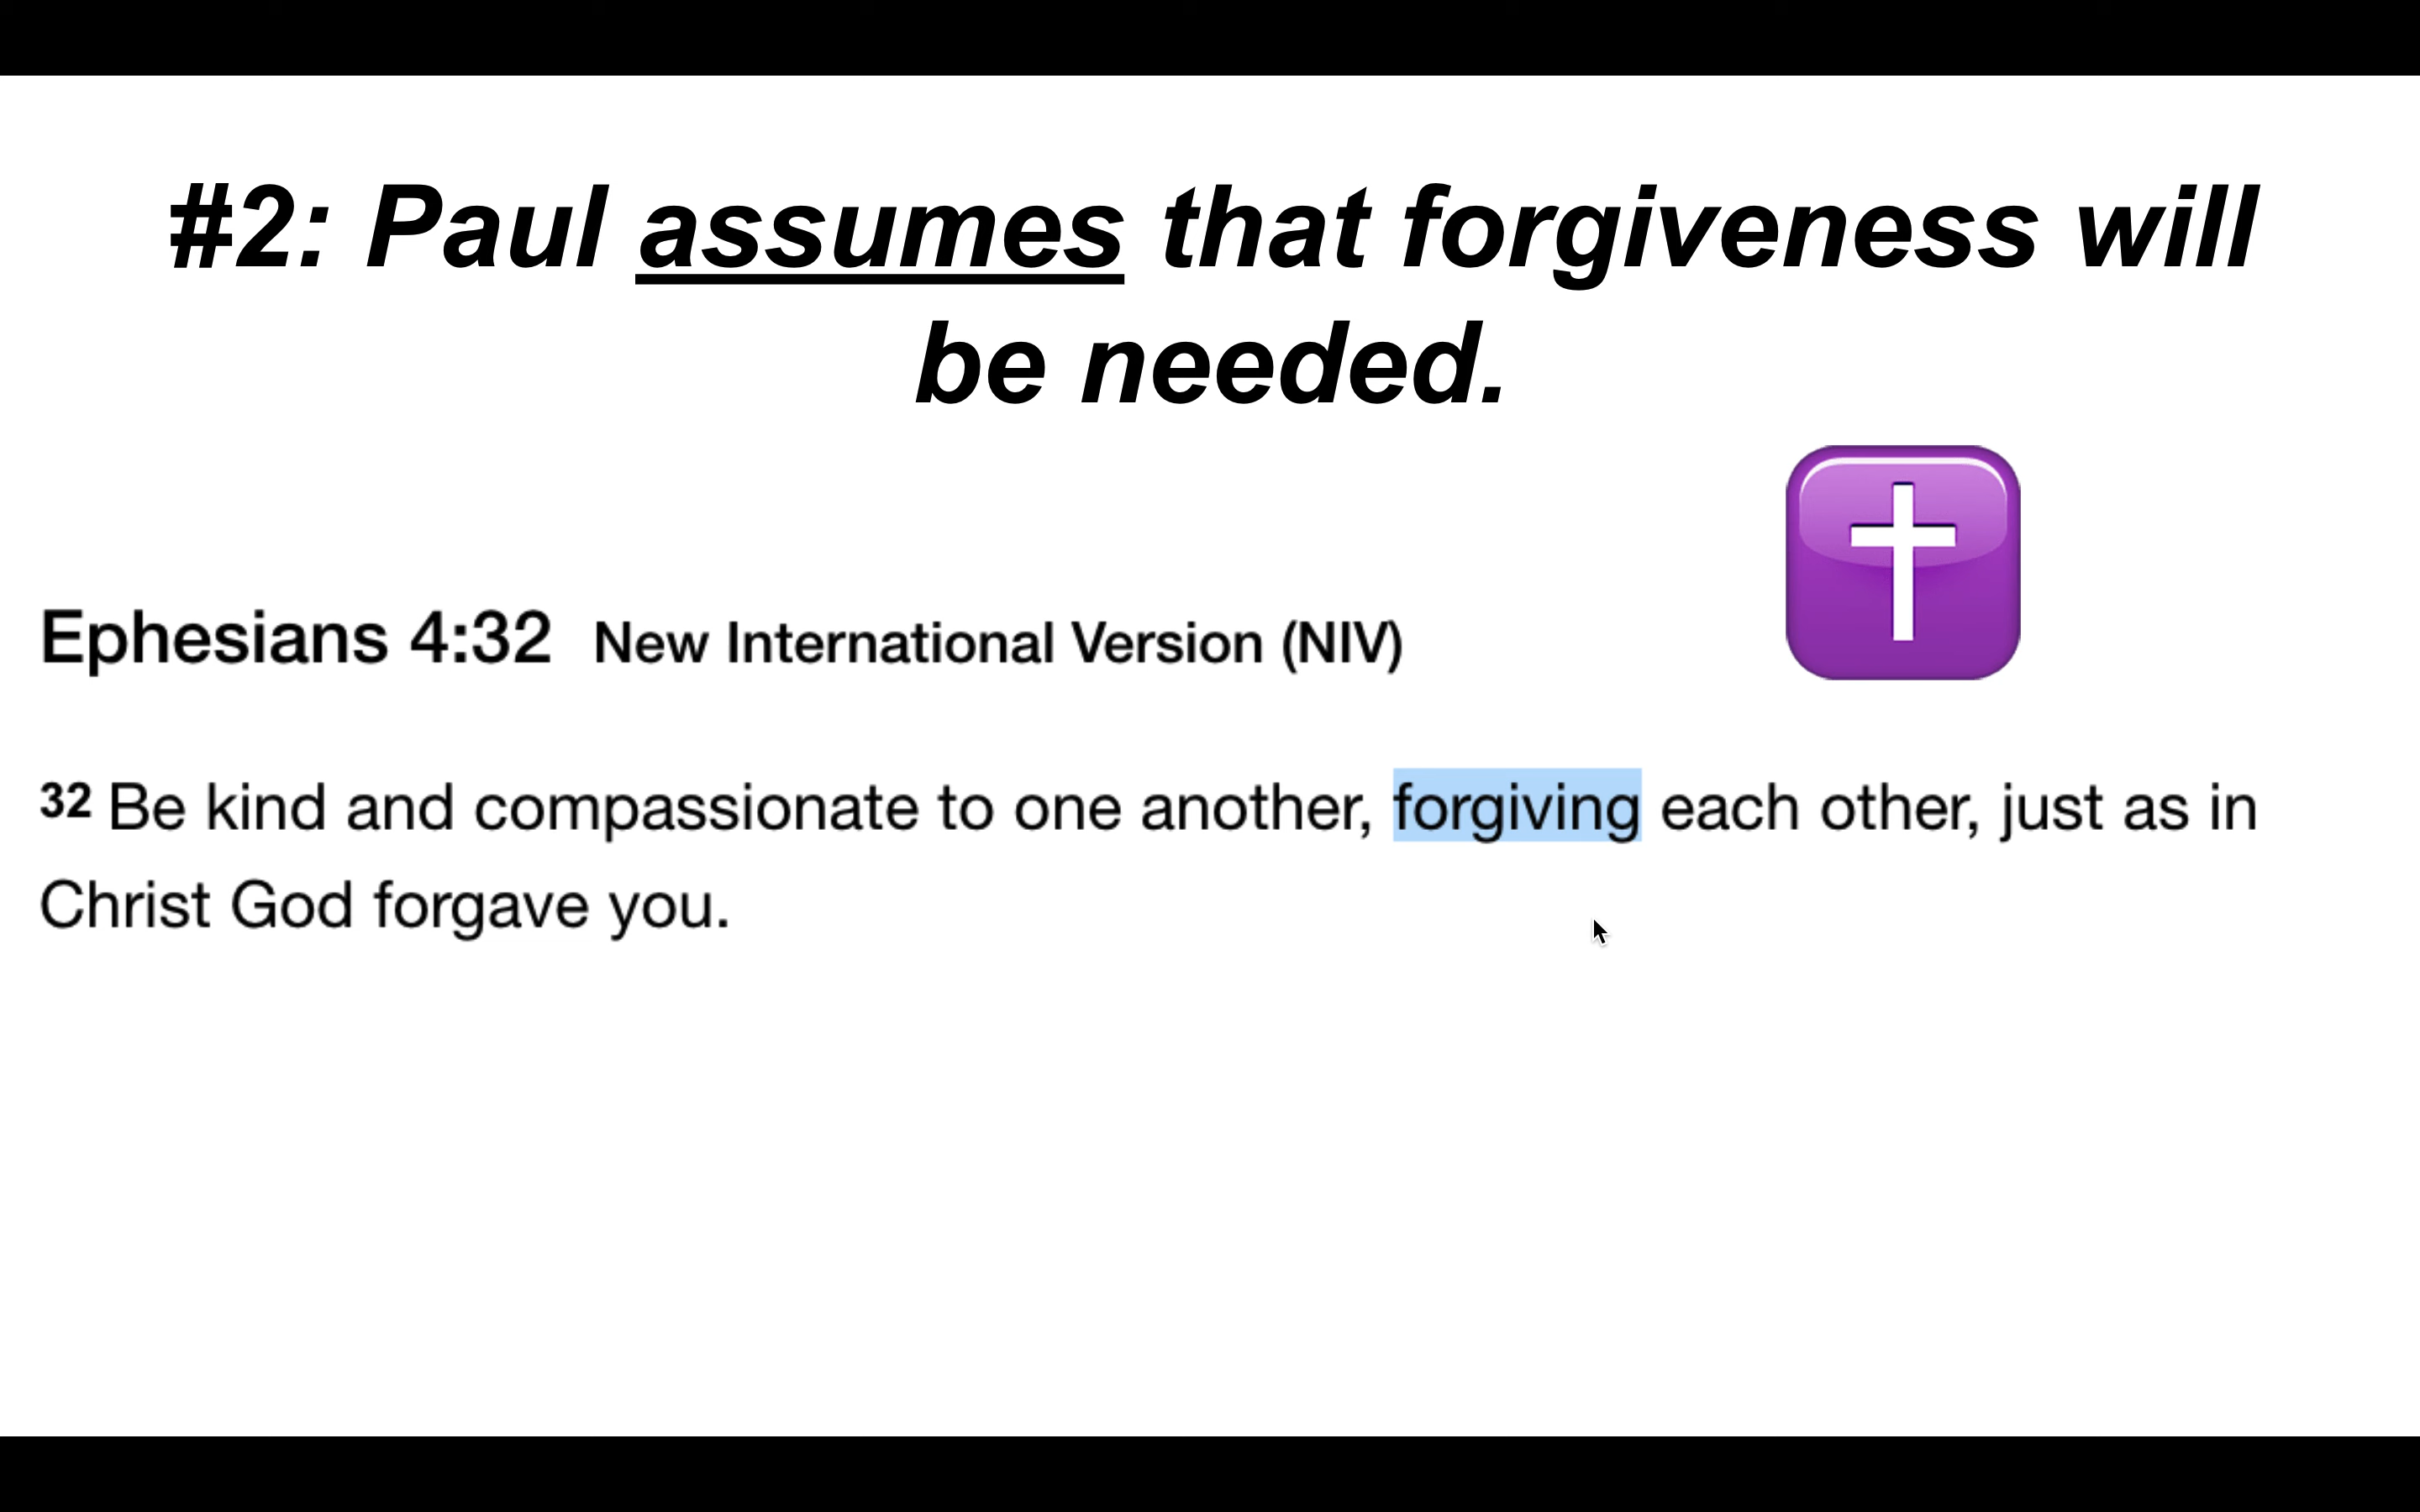 #2: Paul assumes that forgiveness will
be needed.
Ephesians 4:32 New International Version (NIV)
32 Be kind and compassionate to one another, forgiving each other, just as in
Christ God forgave you.